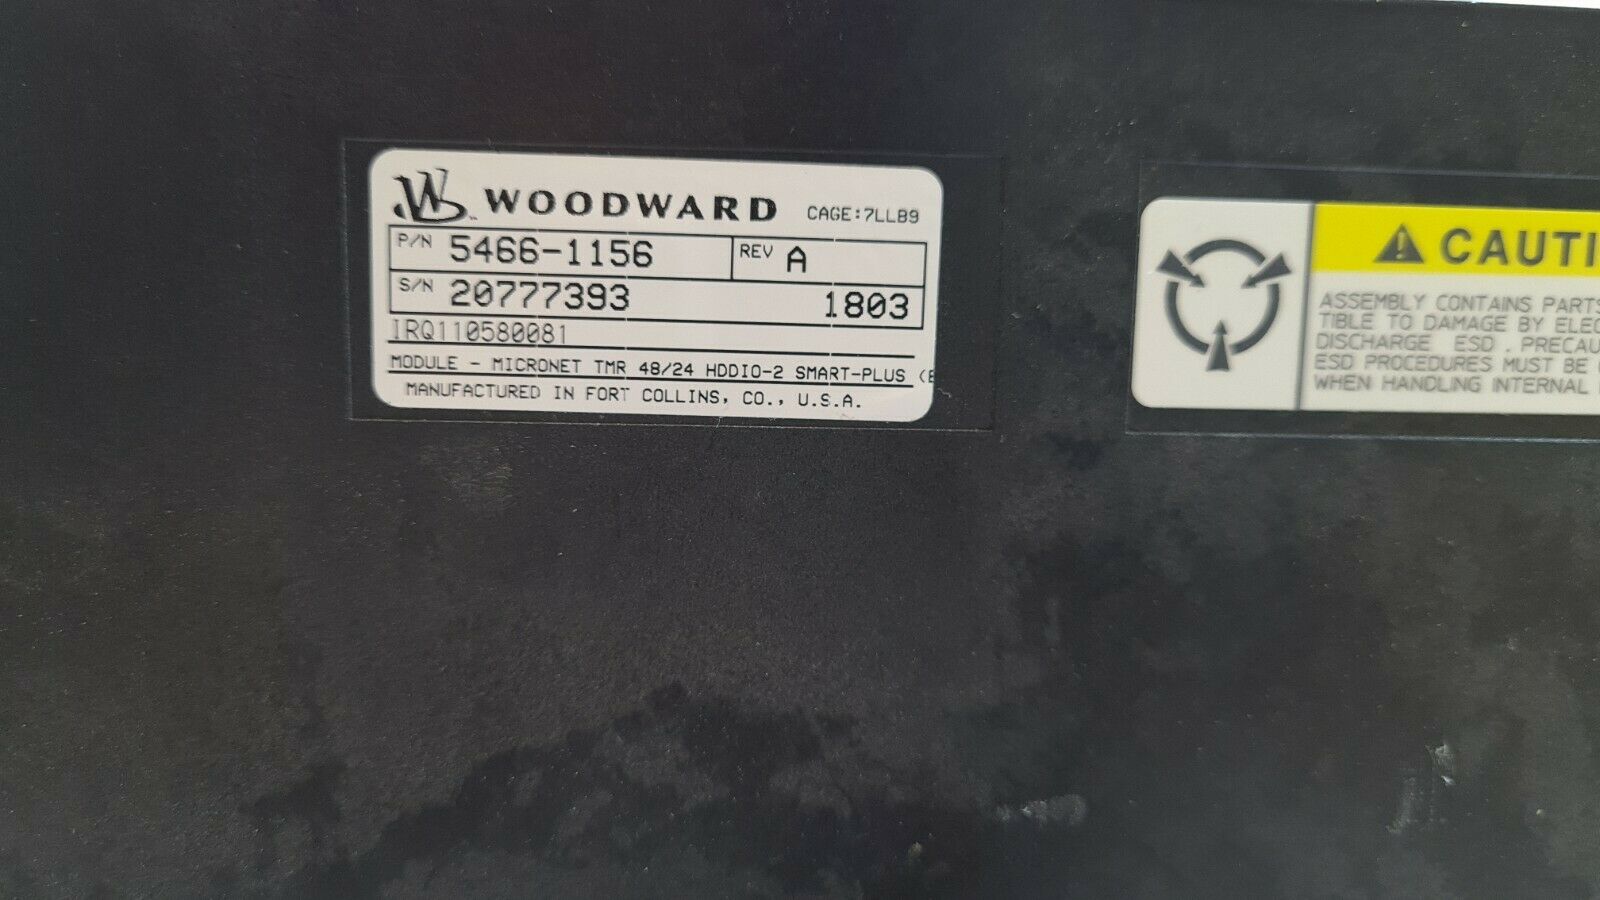 WOODWARD CAGE:7LLB9
P/N 5466-1156 REV A
S/N 20777393 1803
IRQ110580081
MODULE - MICRONET TMR 48/24 HDDIO-2 SMART-PLUS (
MANUFACTURED IN FORT COLLINS, CO., U.S.A.
CAUTI
ASSEMBLY CONTAINS PARTS
TIBLE TO DAMAGE BY ELEC
DISCHARGE ESD . PRECAU
ESD PROCEDURES MUST BE
WHEN HANDLING INTERNAL